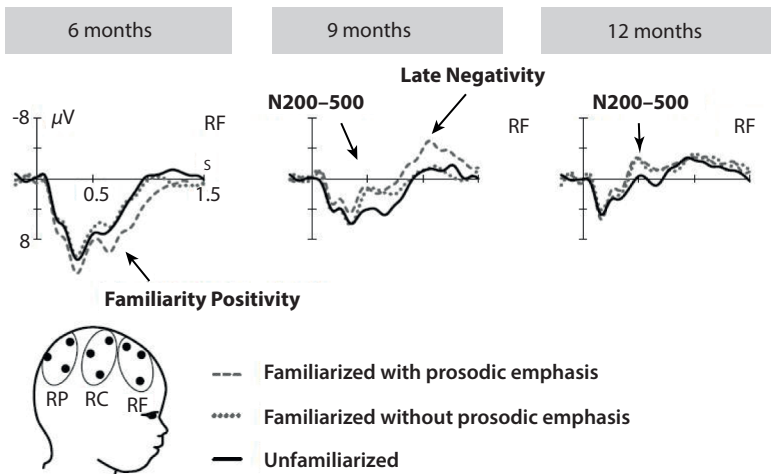 6 months
9 months
12 months
Late Negativity
N200–500
N200–500
-8
μV
RF
RF
RF
s
0.5
1.5
8
Familiarity Positivity
RP
RC
RF
Familiarized with prosodic emphasis
Familiarized without prosodic emphasis
Unfamiliarized